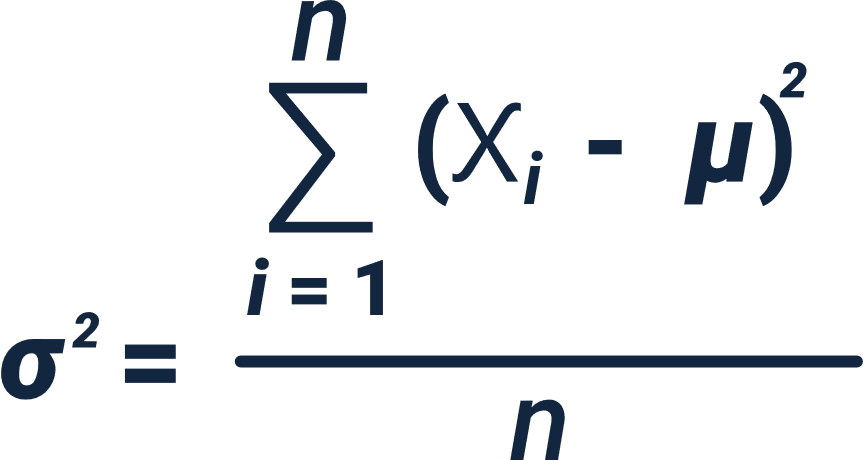 σ² = 
n
∑ (Xᵢ - μ)²
i = 1
n